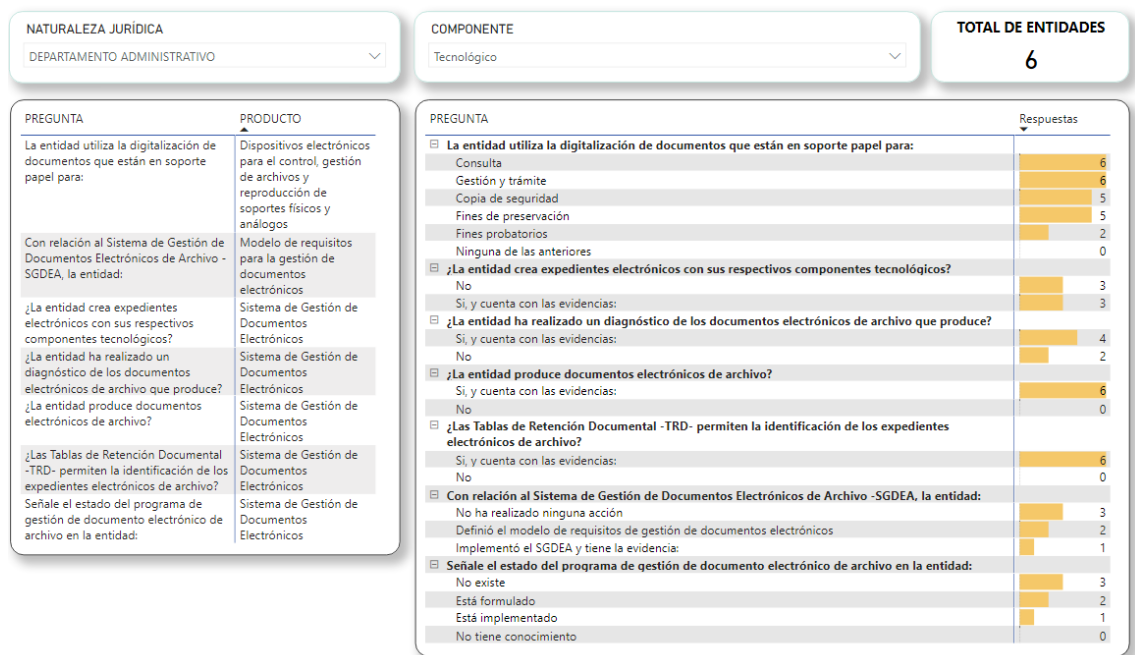 NATURALEZA JURÍDICA
DEPARTAMENTO ADMINISTRATIVO
COMPONENTE
Tecnológico
TOTAL DE ENTIDADES
6
PREGUNTA PRODUCTO
La entidad utiliza la digitalización de documentos que están en soporte papel para: Dispositivos electrónicos para el control, gestión de archivos y reproducción de soportes físicos y análogos
Con relación al Sistema de Gestión de Documentos Electrónicos de Archivo -SGDEA, la entidad: Modelo de requisitos para la gestión de documentos electrónicos
¿La entidad crea expedientes electrónicos con sus respectivos componentes tecnológicos? Sistema de Gestión de Documentos Electrónicos
¿La entidad ha realizado un diagnóstico de los documentos electrónicos de archivo que produce? Sistema de Gestión de Documentos Electrónicos
¿La entidad produce documentos electrónicos de archivo? Sistema de Gestión de Documentos Electrónicos
¿Las Tablas de Retención Documental -TRD- permiten la identificación de los expedientes electrónicos de archivo? Sistema de Gestión de Documentos Electrónicos
Señale el estado del programa de gestión de documento electrónico de archivo en la entidad: Sistema de Gestión de Documentos Electrónicos
PREGUNTA Respuestas
La entidad utiliza la digitalización de documentos que están en soporte papel para:
Consulta 6
Gestión y trámite 6
Copia de seguridad 5
Fines de preservación 5
Fines probatorios 2
Ninguna de las anteriores 0
¿La entidad crea expedientes electrónicos con sus respectivos componentes tecnológicos?
No 3
Si, y cuenta con las evidencias: 3
¿La entidad ha realizado un diagnóstico de los documentos electrónicos de archivo que produce?
Si, y cuenta con las evidencias: 4
No 2
¿La entidad produce documentos electrónicos de archivo?
Si, y cuenta con las evidencias: 6
No 0
¿Las Tablas de Retención Documental -TRD- permiten la identificación de los expedientes
electrónicos de archivo?
Si, y cuenta con las evidencias: 6
No 0
Con relación al Sistema de Gestión de Documentos Electrónicos de Archivo -SGDEA, la entidad:
No ha realizado ninguna acción 3
Definió el modelo de requisitos de gestión de documentos electrónicos 2
Implementó el SGDEA y tiene la evidencia: 1
Señale el estado del programa de gestión de documento electrónico de archivo en la entidad:
No existe 3
Está formulado 2
Está implementado 1
No tiene conocimiento 0